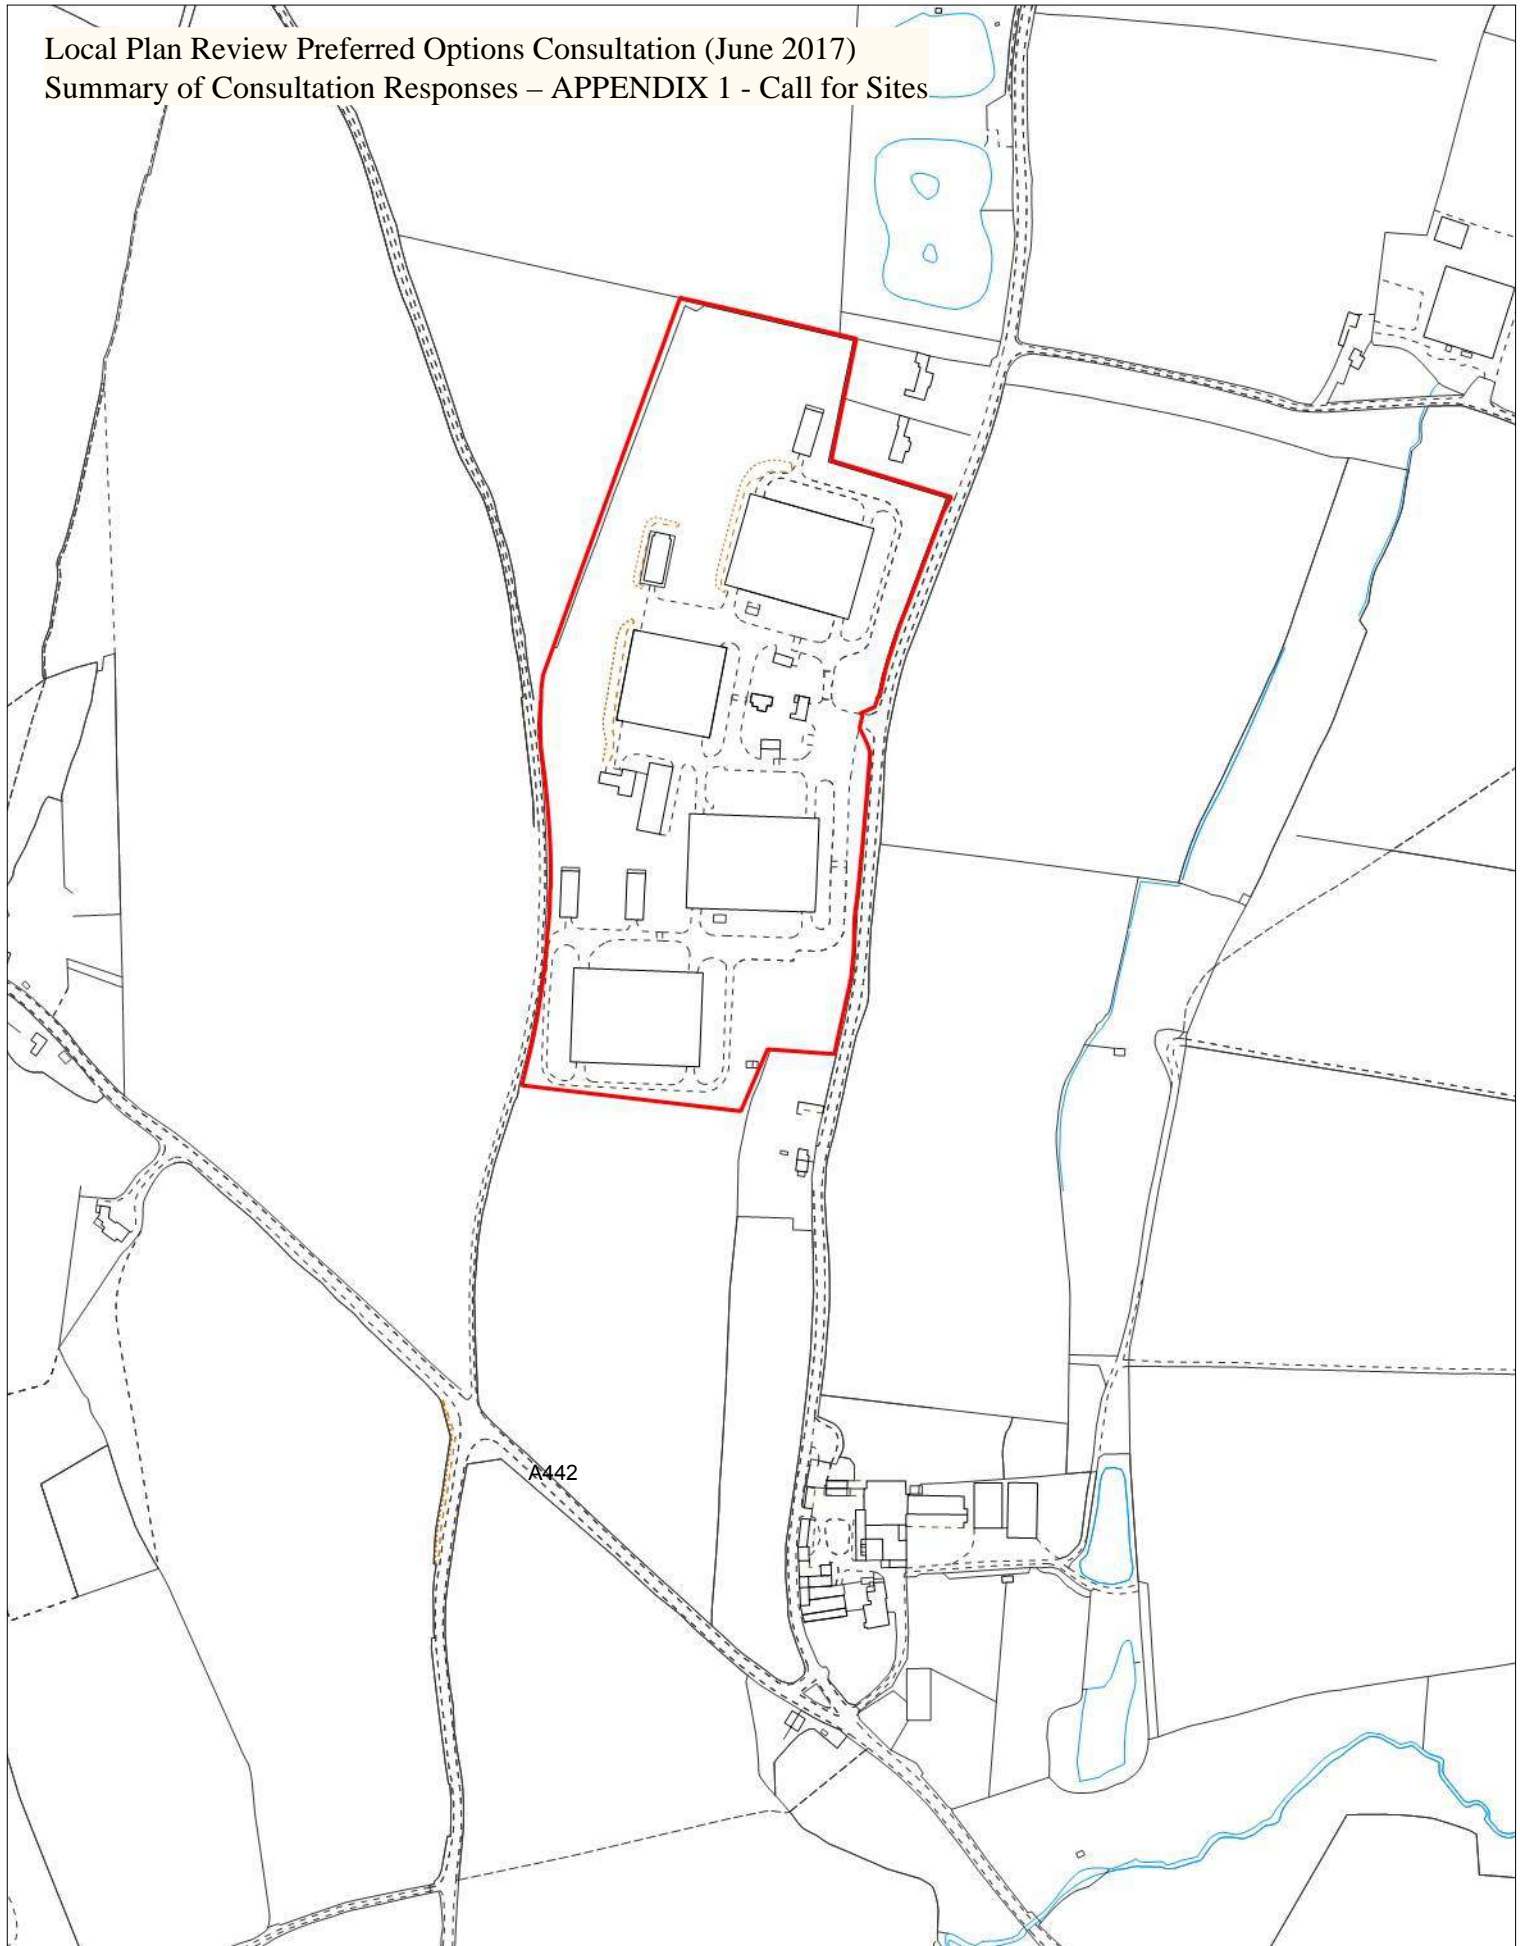 Local Plan Review Preferred Options Consultation (June 2017)
Summary of Consultation Responses – APPENDIX 1 - Call for Sites
A442